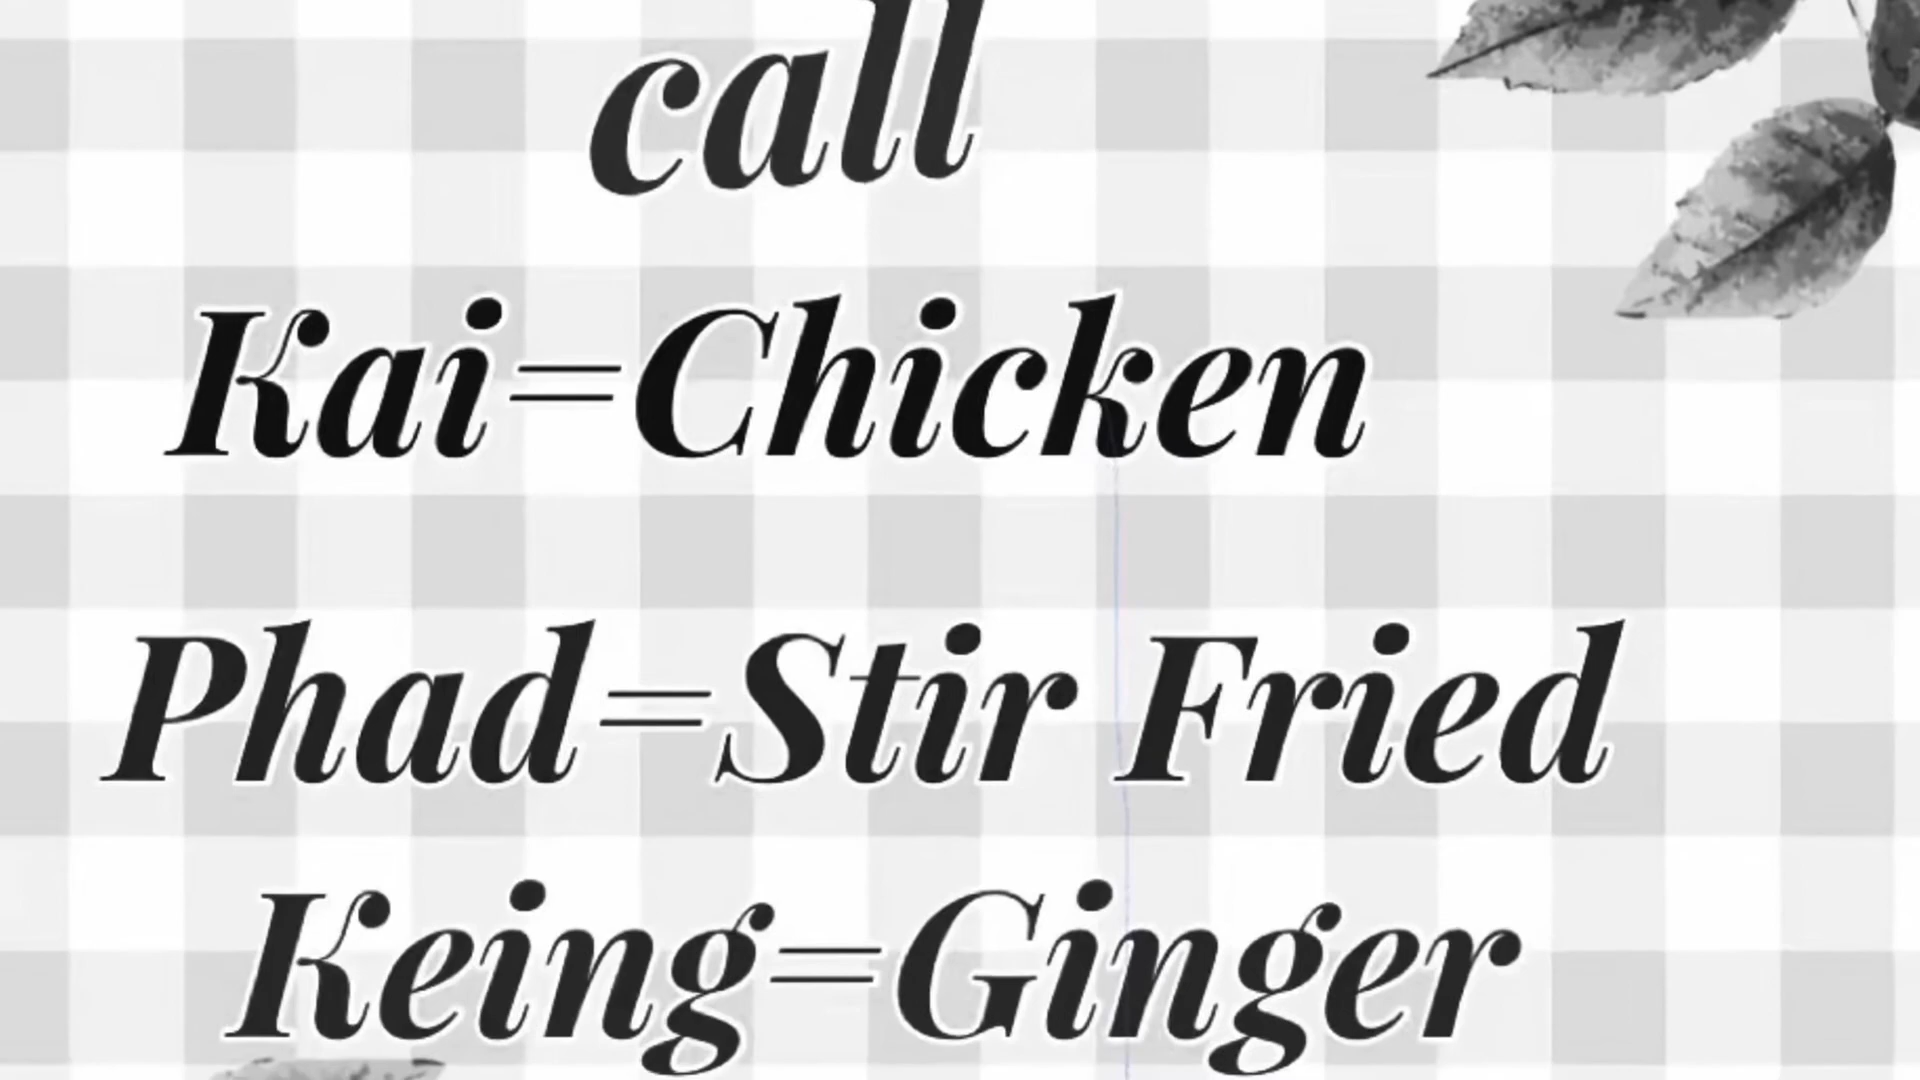 call
Kai=Chicken
Phad=Stir Fried
Keing=Ginger